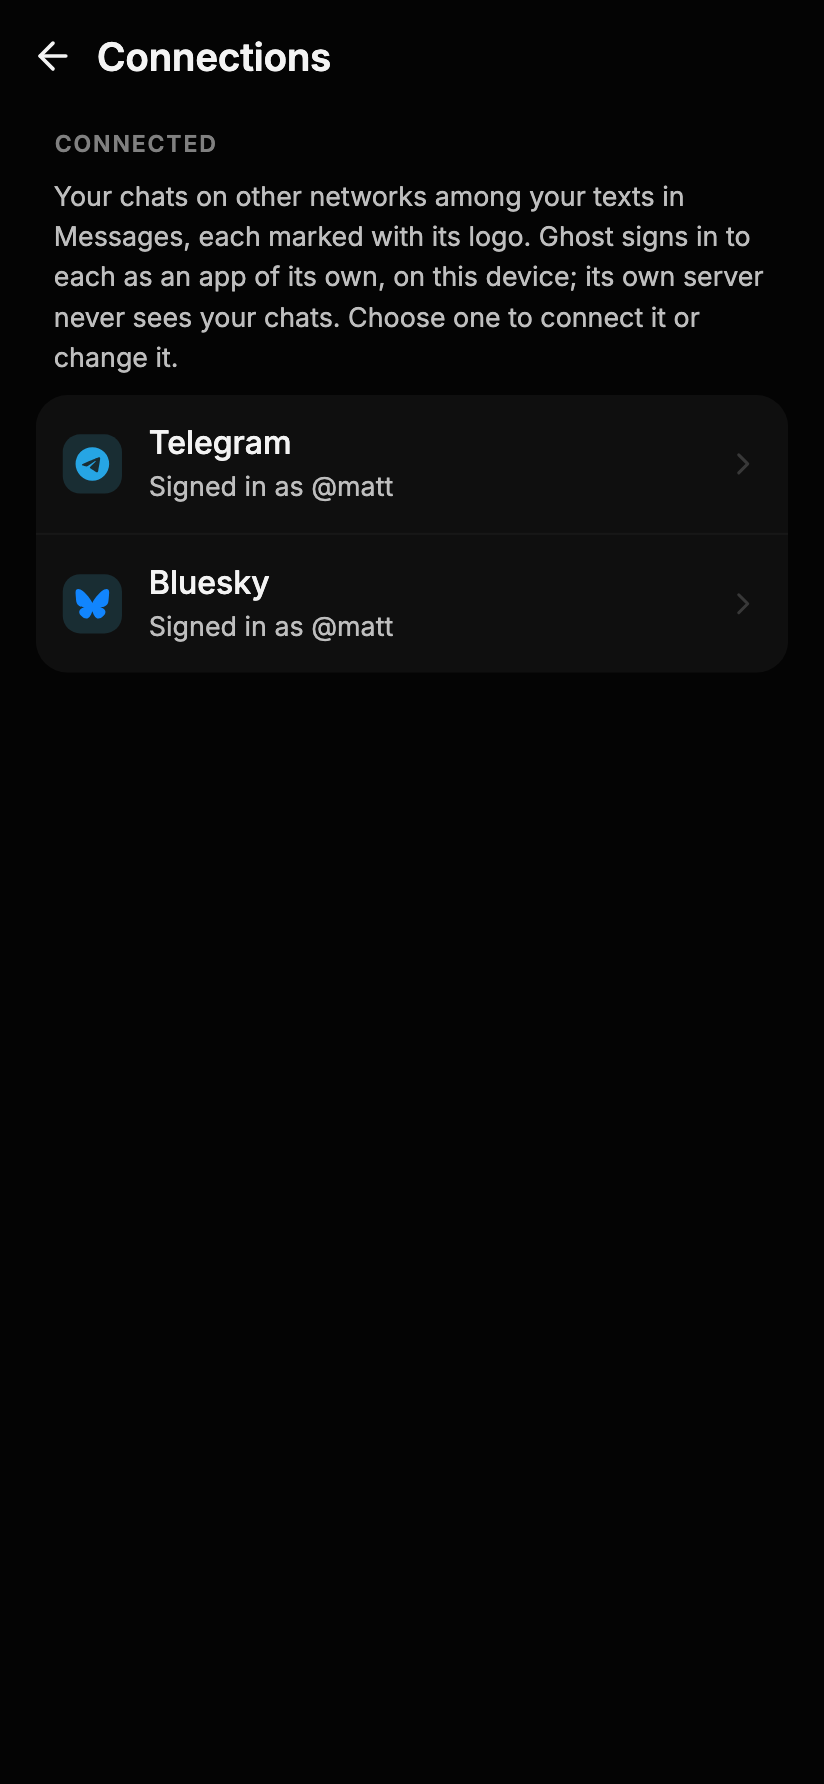 Connections
CONNECTED
Your chats on other networks among your texts in
Messages, each marked with its logo. Ghost signs in to
each as an app of its own, on this device; its own server
never sees your chats. Choose one to connect it or
change it.
Telegram
Signed in as @matt
Bluesky
Signed in as @matt